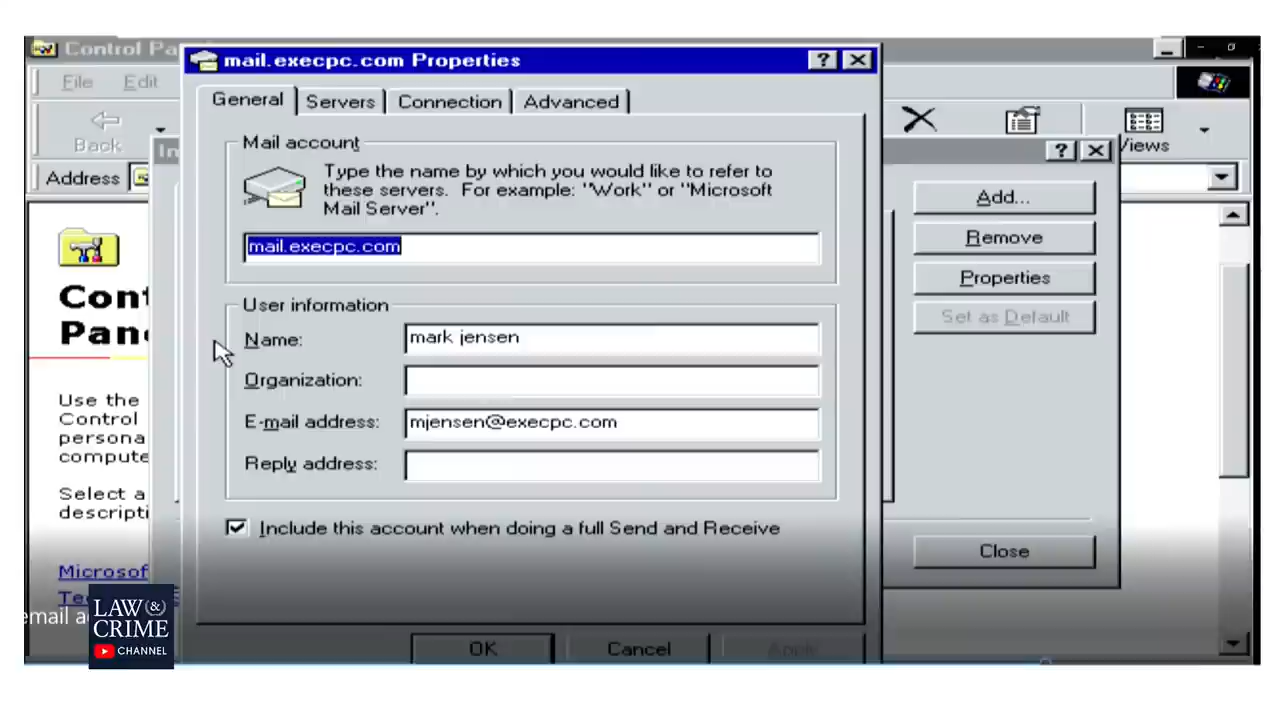 Control Pa
mail.execpc.com Properties
File Edit
General Servers Connection Advanced
Back
Views
In
Address
Mail account
Type the name by which you would like to refer to
these servers. For example: "Work" or "Microsoft
Mail Server".
mail.execpc.com
Add...
Remove
Properties
Set as Default
Cont
Pane
User information
Name: mark jensen
Organization:
E-mail address: mjensen@execpc.com
Reply address:
Use the
Control
persona
compute
Select a
descripti
Include this account when doing a full Send and Receive
Close
Microsof
Te
email a
LAW & CRIME
CHANNEL
OK Cancel Apply